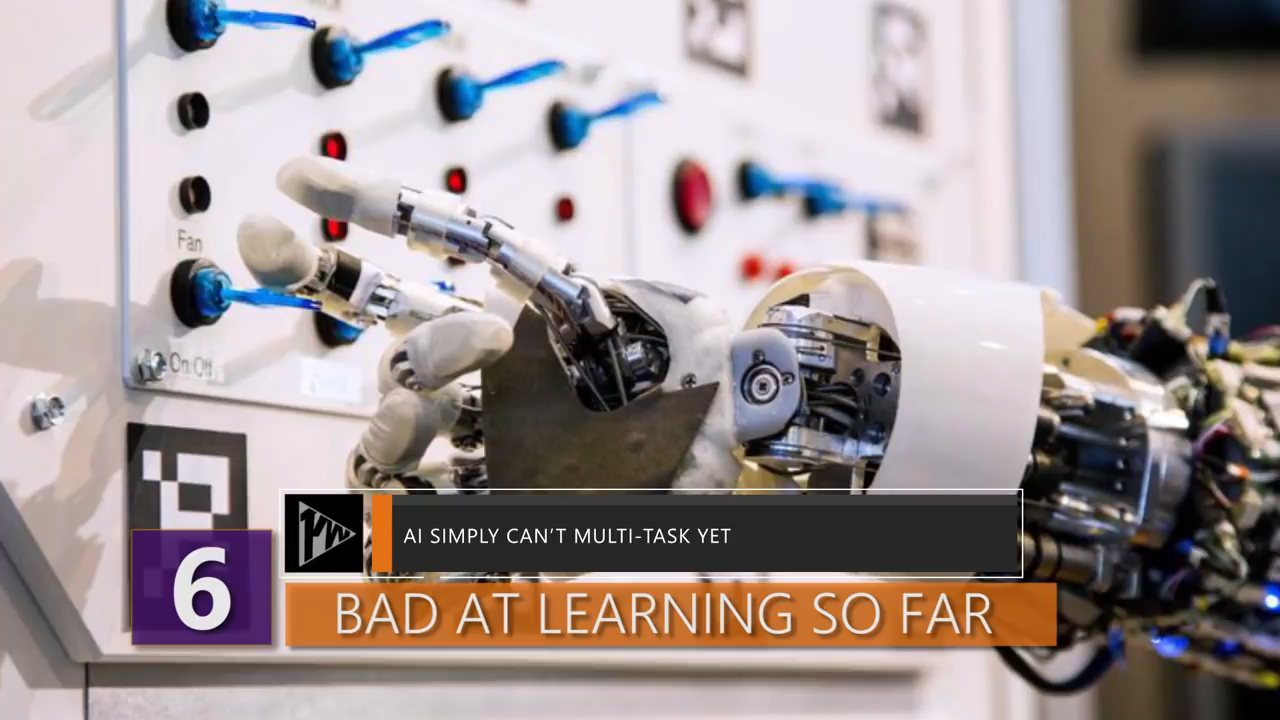 Fan
On Off
AI SIMPLY CAN'T MULTI-TASK YET
6
BAD AT LEARNING SO FAR